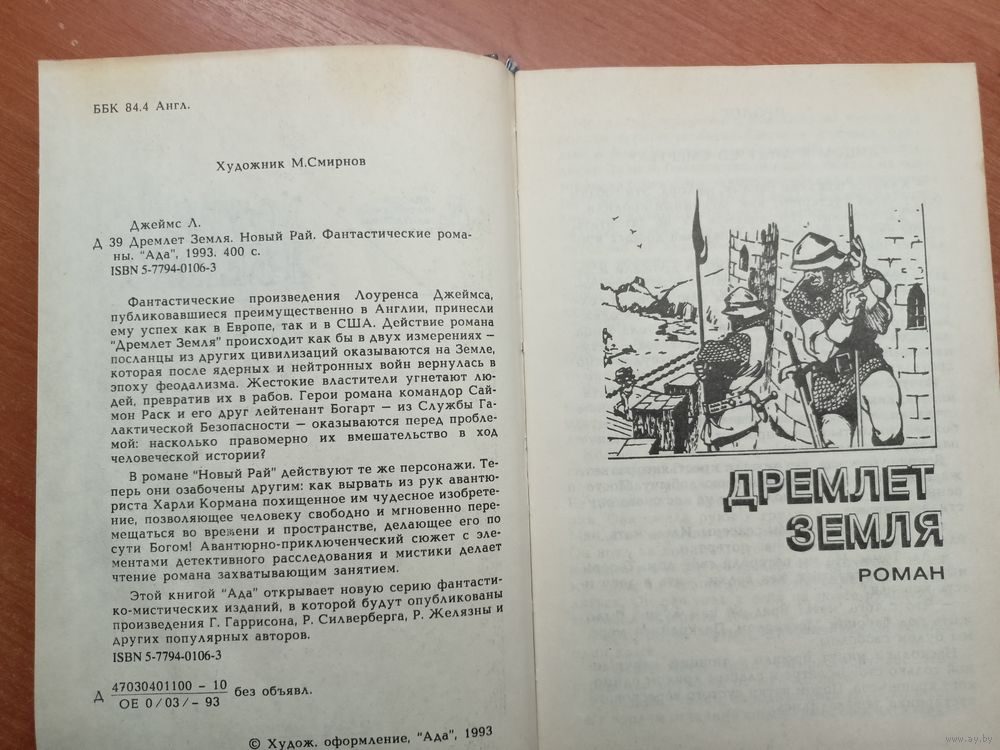 ББК 84.4 Англ.
Художник М.Смирнов
Джеймс Л.
Д 39 Дремлет Земля. Новый Рай. Фантастические рома-
ны. "Ада", 1993. 400 с.
ISBN 5-7794-0106-3
Фантастические произведения Лоуренса Джеймса,
публиковавшиеся преимущественно в Англии, принесли
ему успех как в Европе, так и в США. Действие романа
"Дремлет Земля" происходит как бы в двух измерениях –
посланцы из других цивилизаций оказываются на Земле,
которая после ядерных и нейтронных войн вернулась в
эпоху феодализма. Жестокие властители угнетают лю-
дей, превратив их в рабов. Герои романа командор Сай-
мон Раск и его друг лейтенант Богарт – из Службы Га-
лактической Безопасности – оказываются перед пробле-
мой: насколько правомерно их вмешательство в ход
человеческой истории?
В романе "Новый Рай" действуют те же персонажи. Те-
перь они озабочены другим: как вырвать из рук авантю-
риста Харли Кормана похищенное им чудесное изобрете-
ние, позволяющее человеку свободно и мгновенно пере-
мещаться во времени и пространстве, делающее его по
сути Богом! Авантюрно-приключенческий сюжет с эле-
ментами детективного расследования и мистики делает
чтение романа захватывающим занятием.
Этой книгой "Ада" открывает новую серию фантасти-
ко-мистических изданий, в которой будут опубликованы
произведения Г. Гаррисона, Р. Силверберга, Р. Желязны и
других популярных авторов.
ISBN 5-7794-0106-3
Д 47030401100 – 10 без объявл.
ОЕ 0/03/ – 93
© Худож. оформление, "Ада", 1993
ДРЕМЛЕТ
ЗЕМЛЯ
РОМАН
www.ay.by